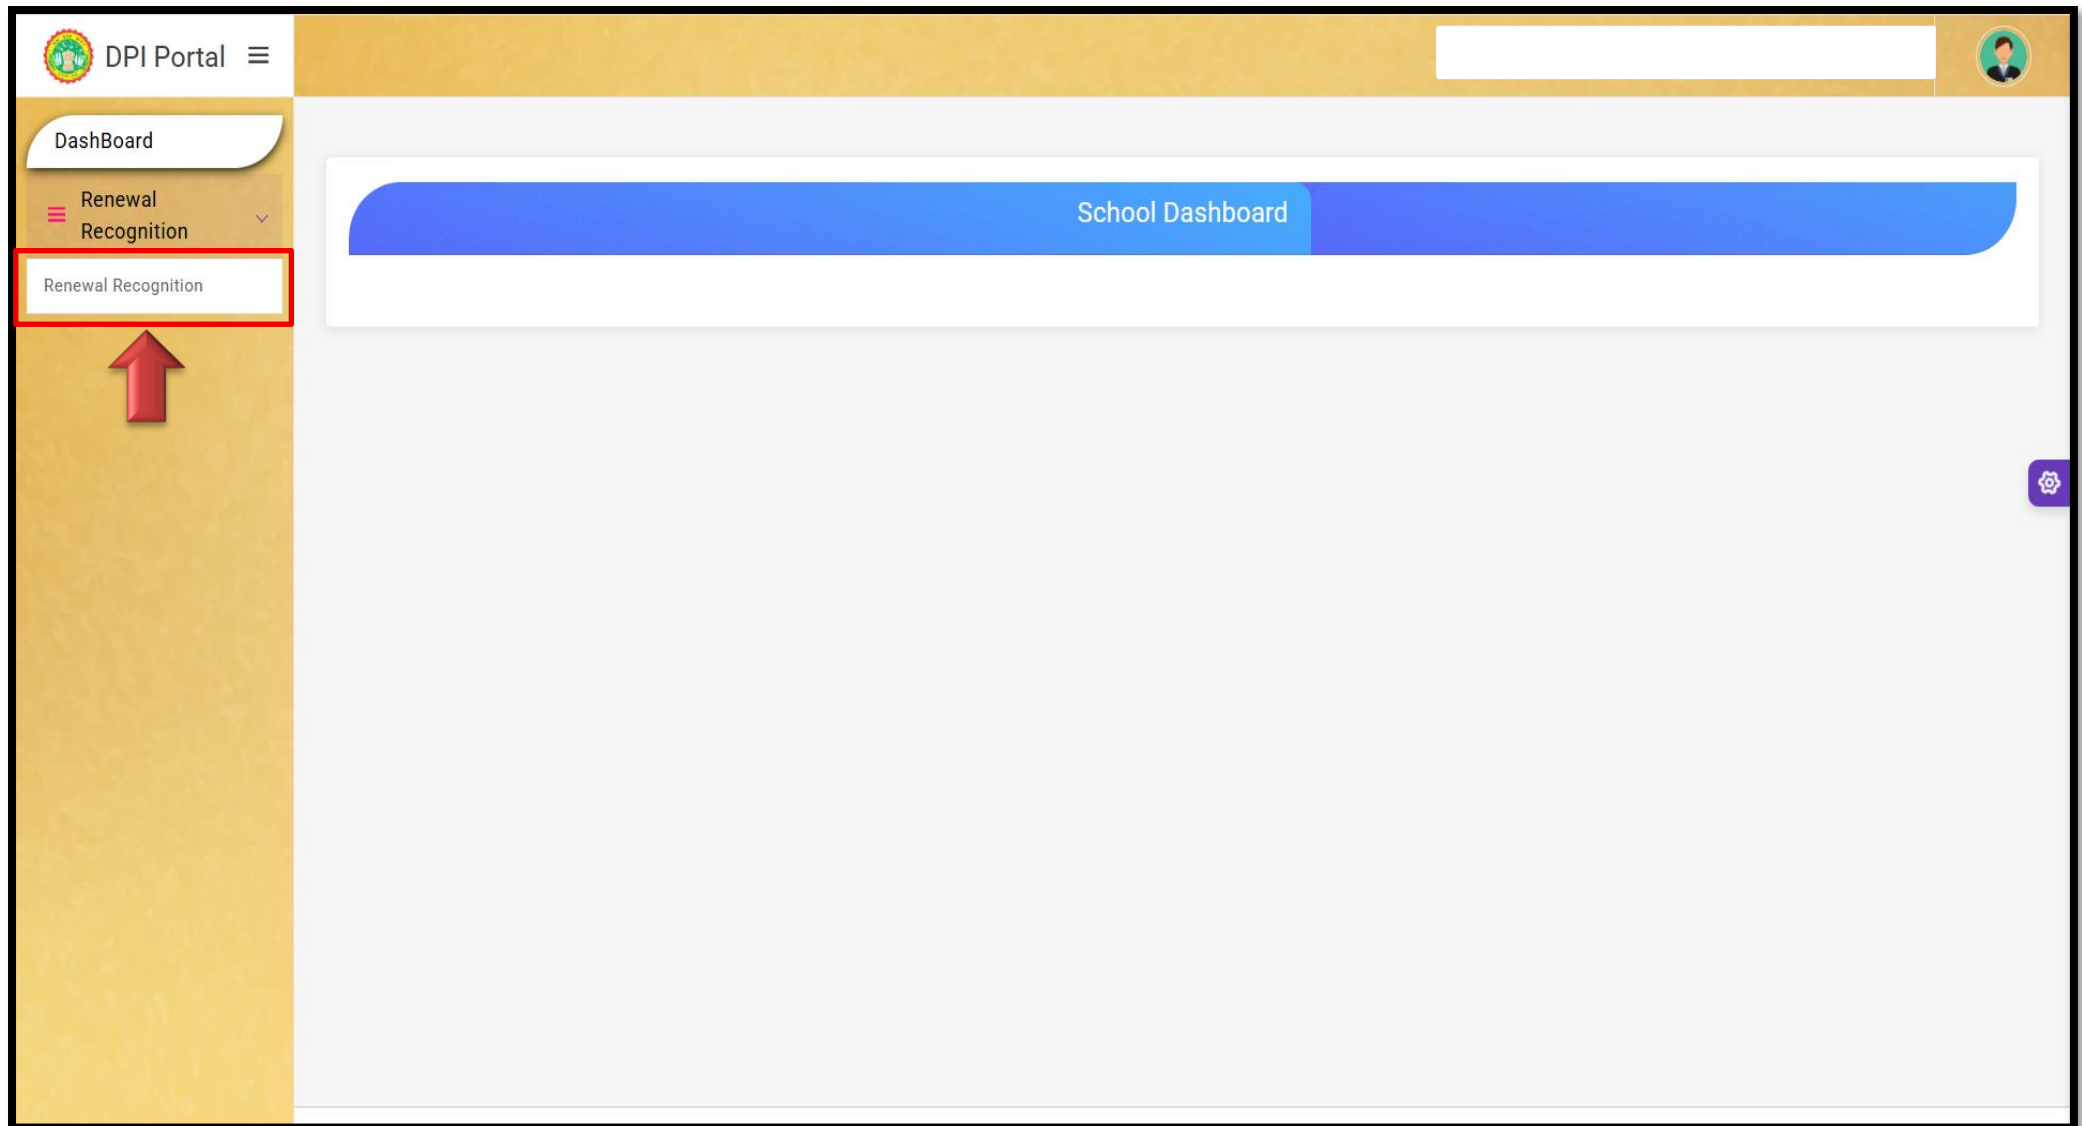 DPI Portal
DashBoard
Renewal
Recognition
Renewal Recognition
School Dashboard